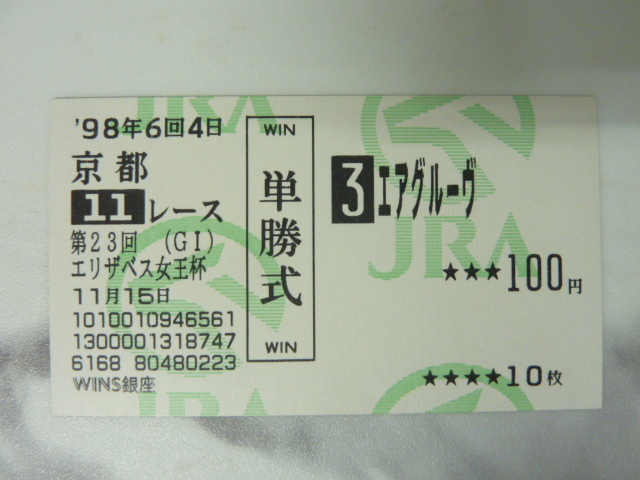 '98年6回4日
京都
11レース
第23回 (GI)
エリザベス女王杯
11月15日
1010010946561
1300001318747
6168 80480223
WINS銀座
WIN
単勝式
WIN
3 エアグルーヴ
★★★100円
★★★★10枚
JRA
JRA
JRA